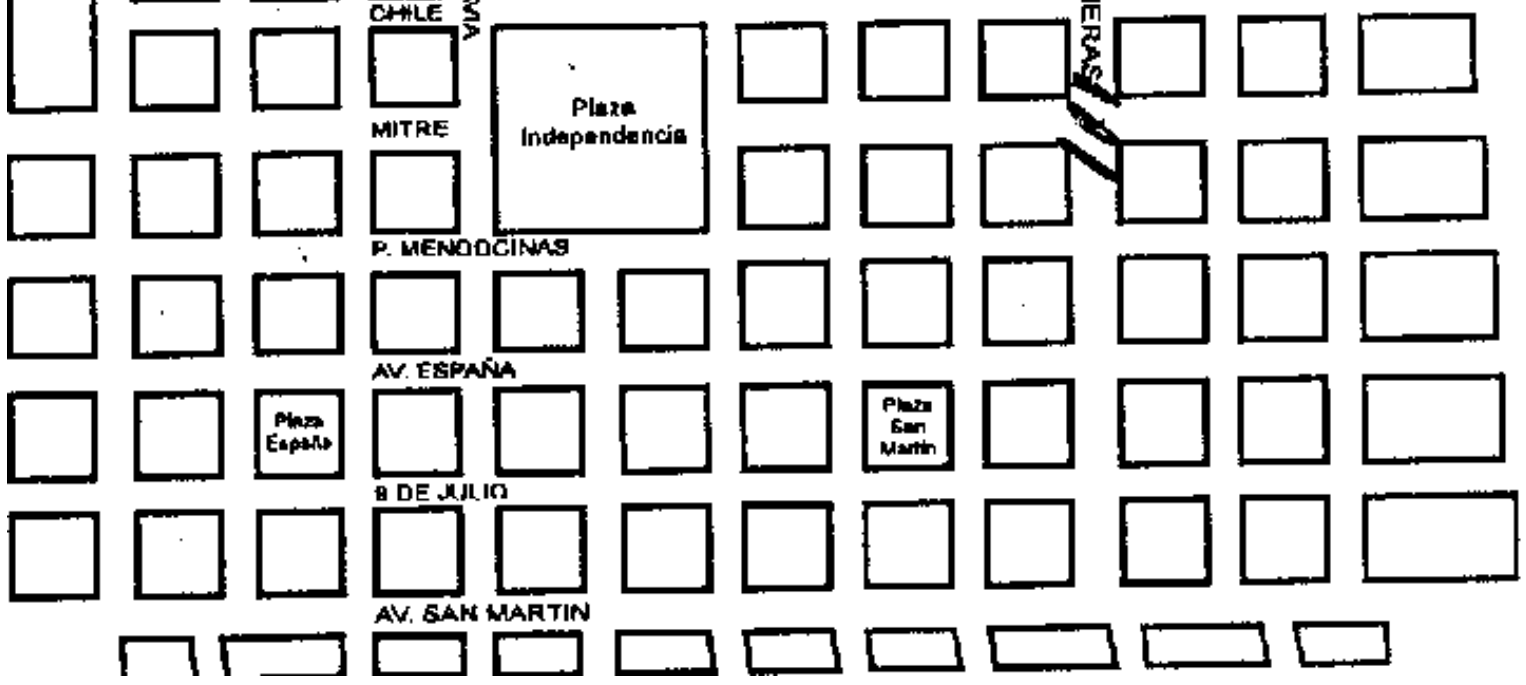 CHILE
Plaza
Independencia
MITRE
P. MENDOCINAS
AV. ESPAÑA
Plaza
España
Plaza
San
Martin
9 DE JULIO
AV. SAN MARTIN